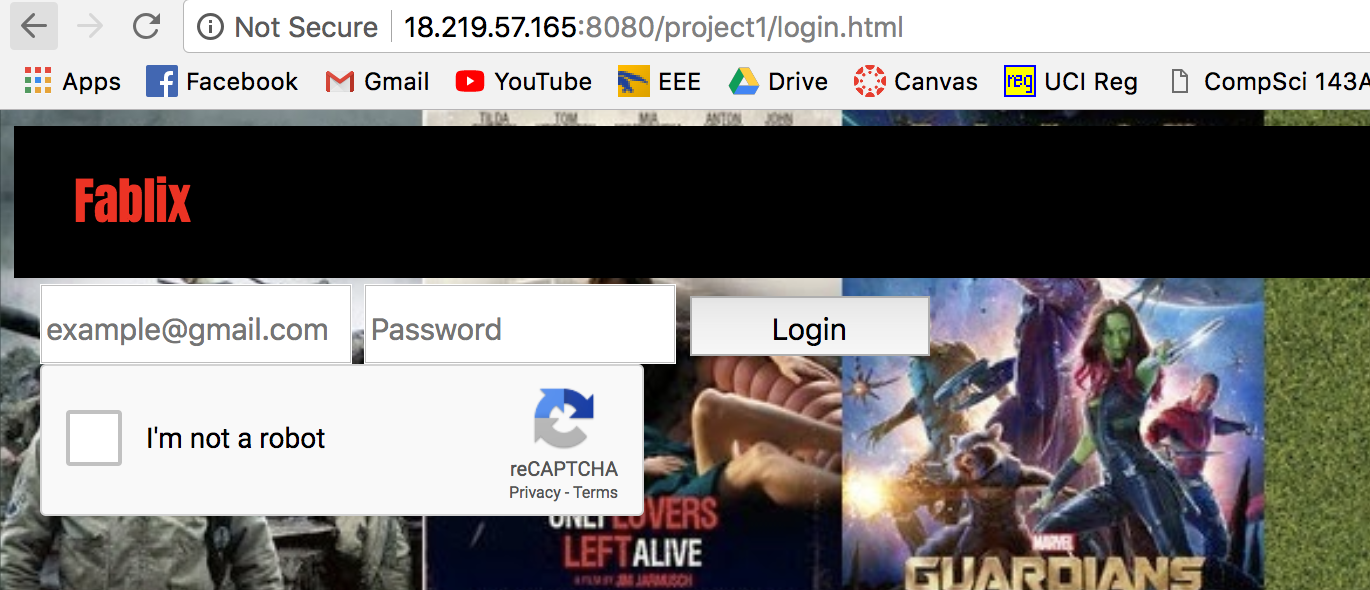 Not Secure 18.219.57.165:8080/project1/login.html
Apps Facebook Gmail YouTube EEE Drive Canvas reg UCI Reg CompSci 143A
TILDA TOM MIA ANTON JOHN
Fablix
example@gmail.com Password Login
I'm not a robot
reCAPTCHA
Privacy - Terms
ONLY LOVERS
LEFT ALIVE
A FILM BY JIM JARMUSCH
MARVEL
GUARDIANS